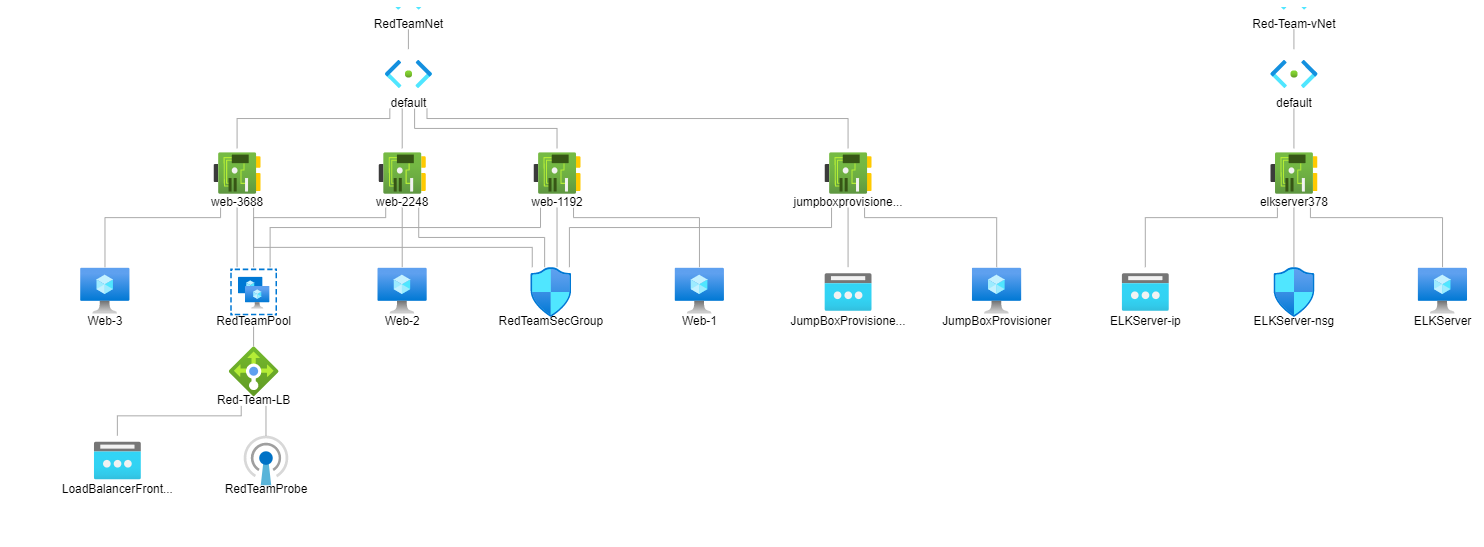 RedTeamNet
Red-Team-vNet
default
default
web-3688
web-2248
web-1192
jumpboxprovisione...
elkserver378
Web-3
RedTeamPool
Web-2
RedTeamSecGroup
Web-1
JumpBoxProvisione...
JumpBoxProvisioner
ELKServer-ip
ELKServer-nsg
ELKServer
Red-Team-LB
LoadBalancerFront...
RedTeamProbe